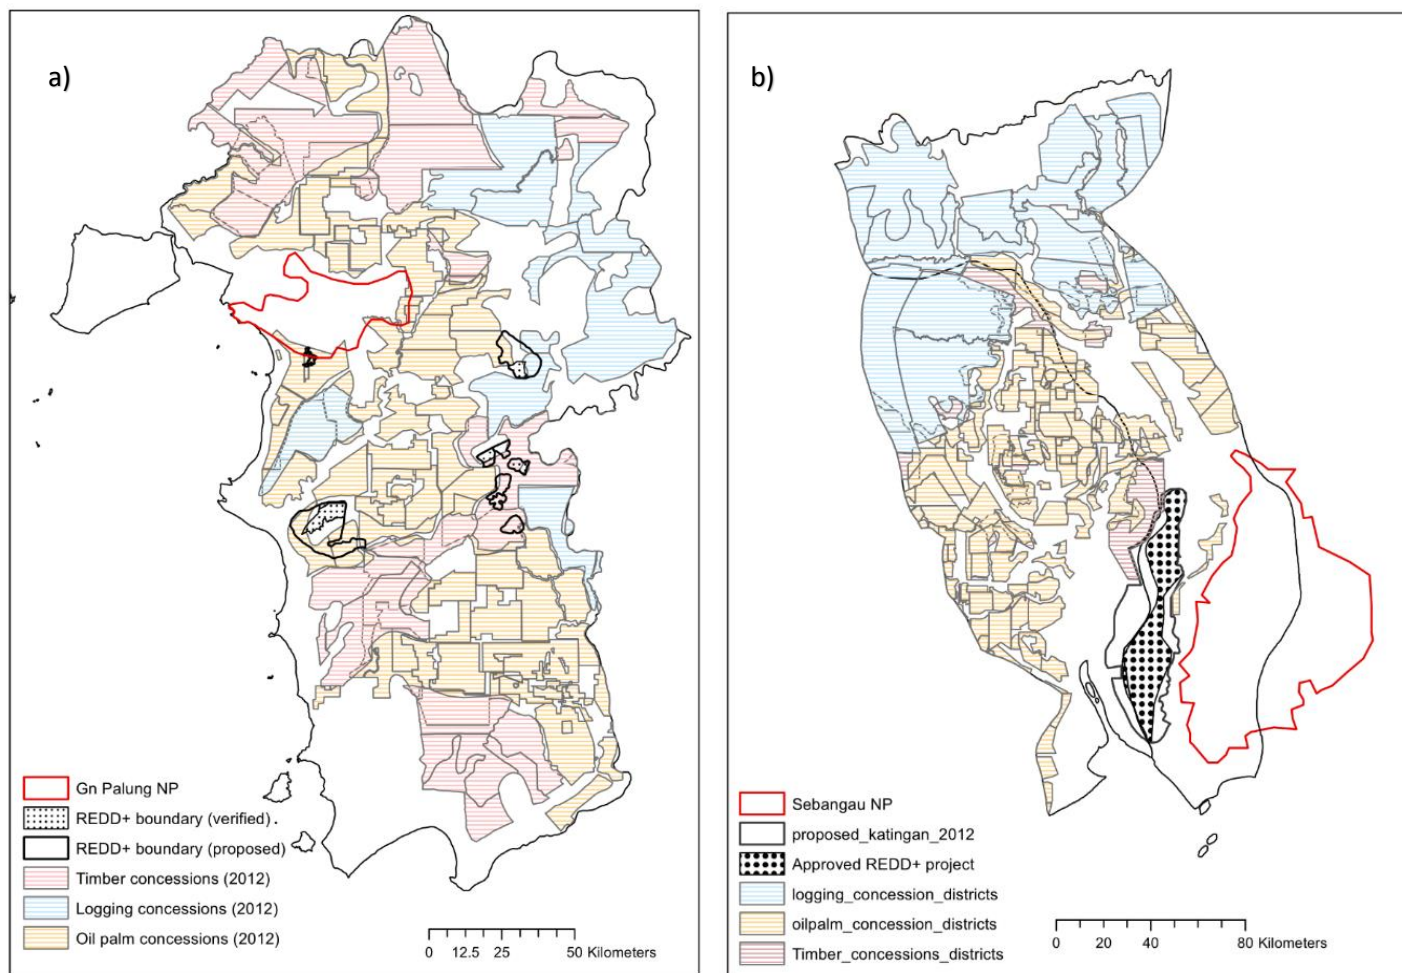 a)
Gn Palung NP
REDD+ boundary (verified) .
REDD+ boundary (proposed)
Timber concessions (2012)
Logging concessions (2012)
Oil palm concessions (2012)
0 12.5 25 50 Kilometers
b)
Sebangau NP
proposed_katingan_2012
Approved REDD+ project
logging_concession_districts
oilpalm_concession_districts
Timber_concessions_districts
0 20 40 80 Kilometers